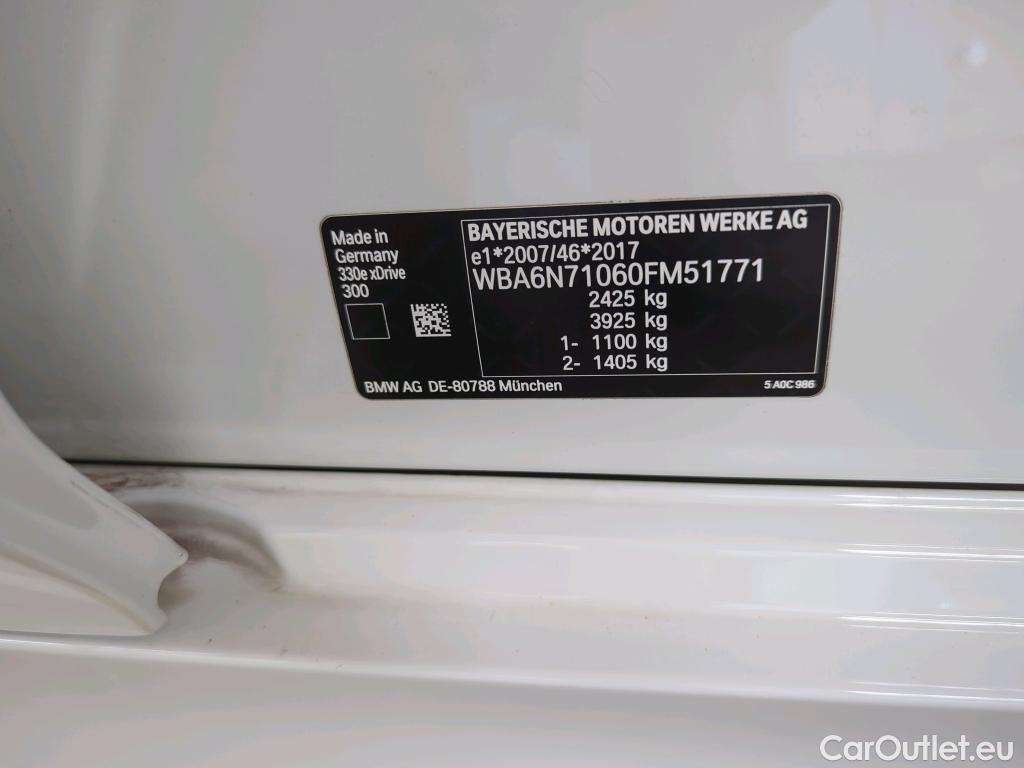 Made in
Germany
330e xDrive
300
BAYERISCHE MOTOREN WERKE AG
e1*2007/46*2017
WBA6N71060FM51771
2425 kg
3925 kg
1- 1100 kg
2- 1405 kg
BMW AG DE-80788 München
5 A0C 986
CarOutlet.eu